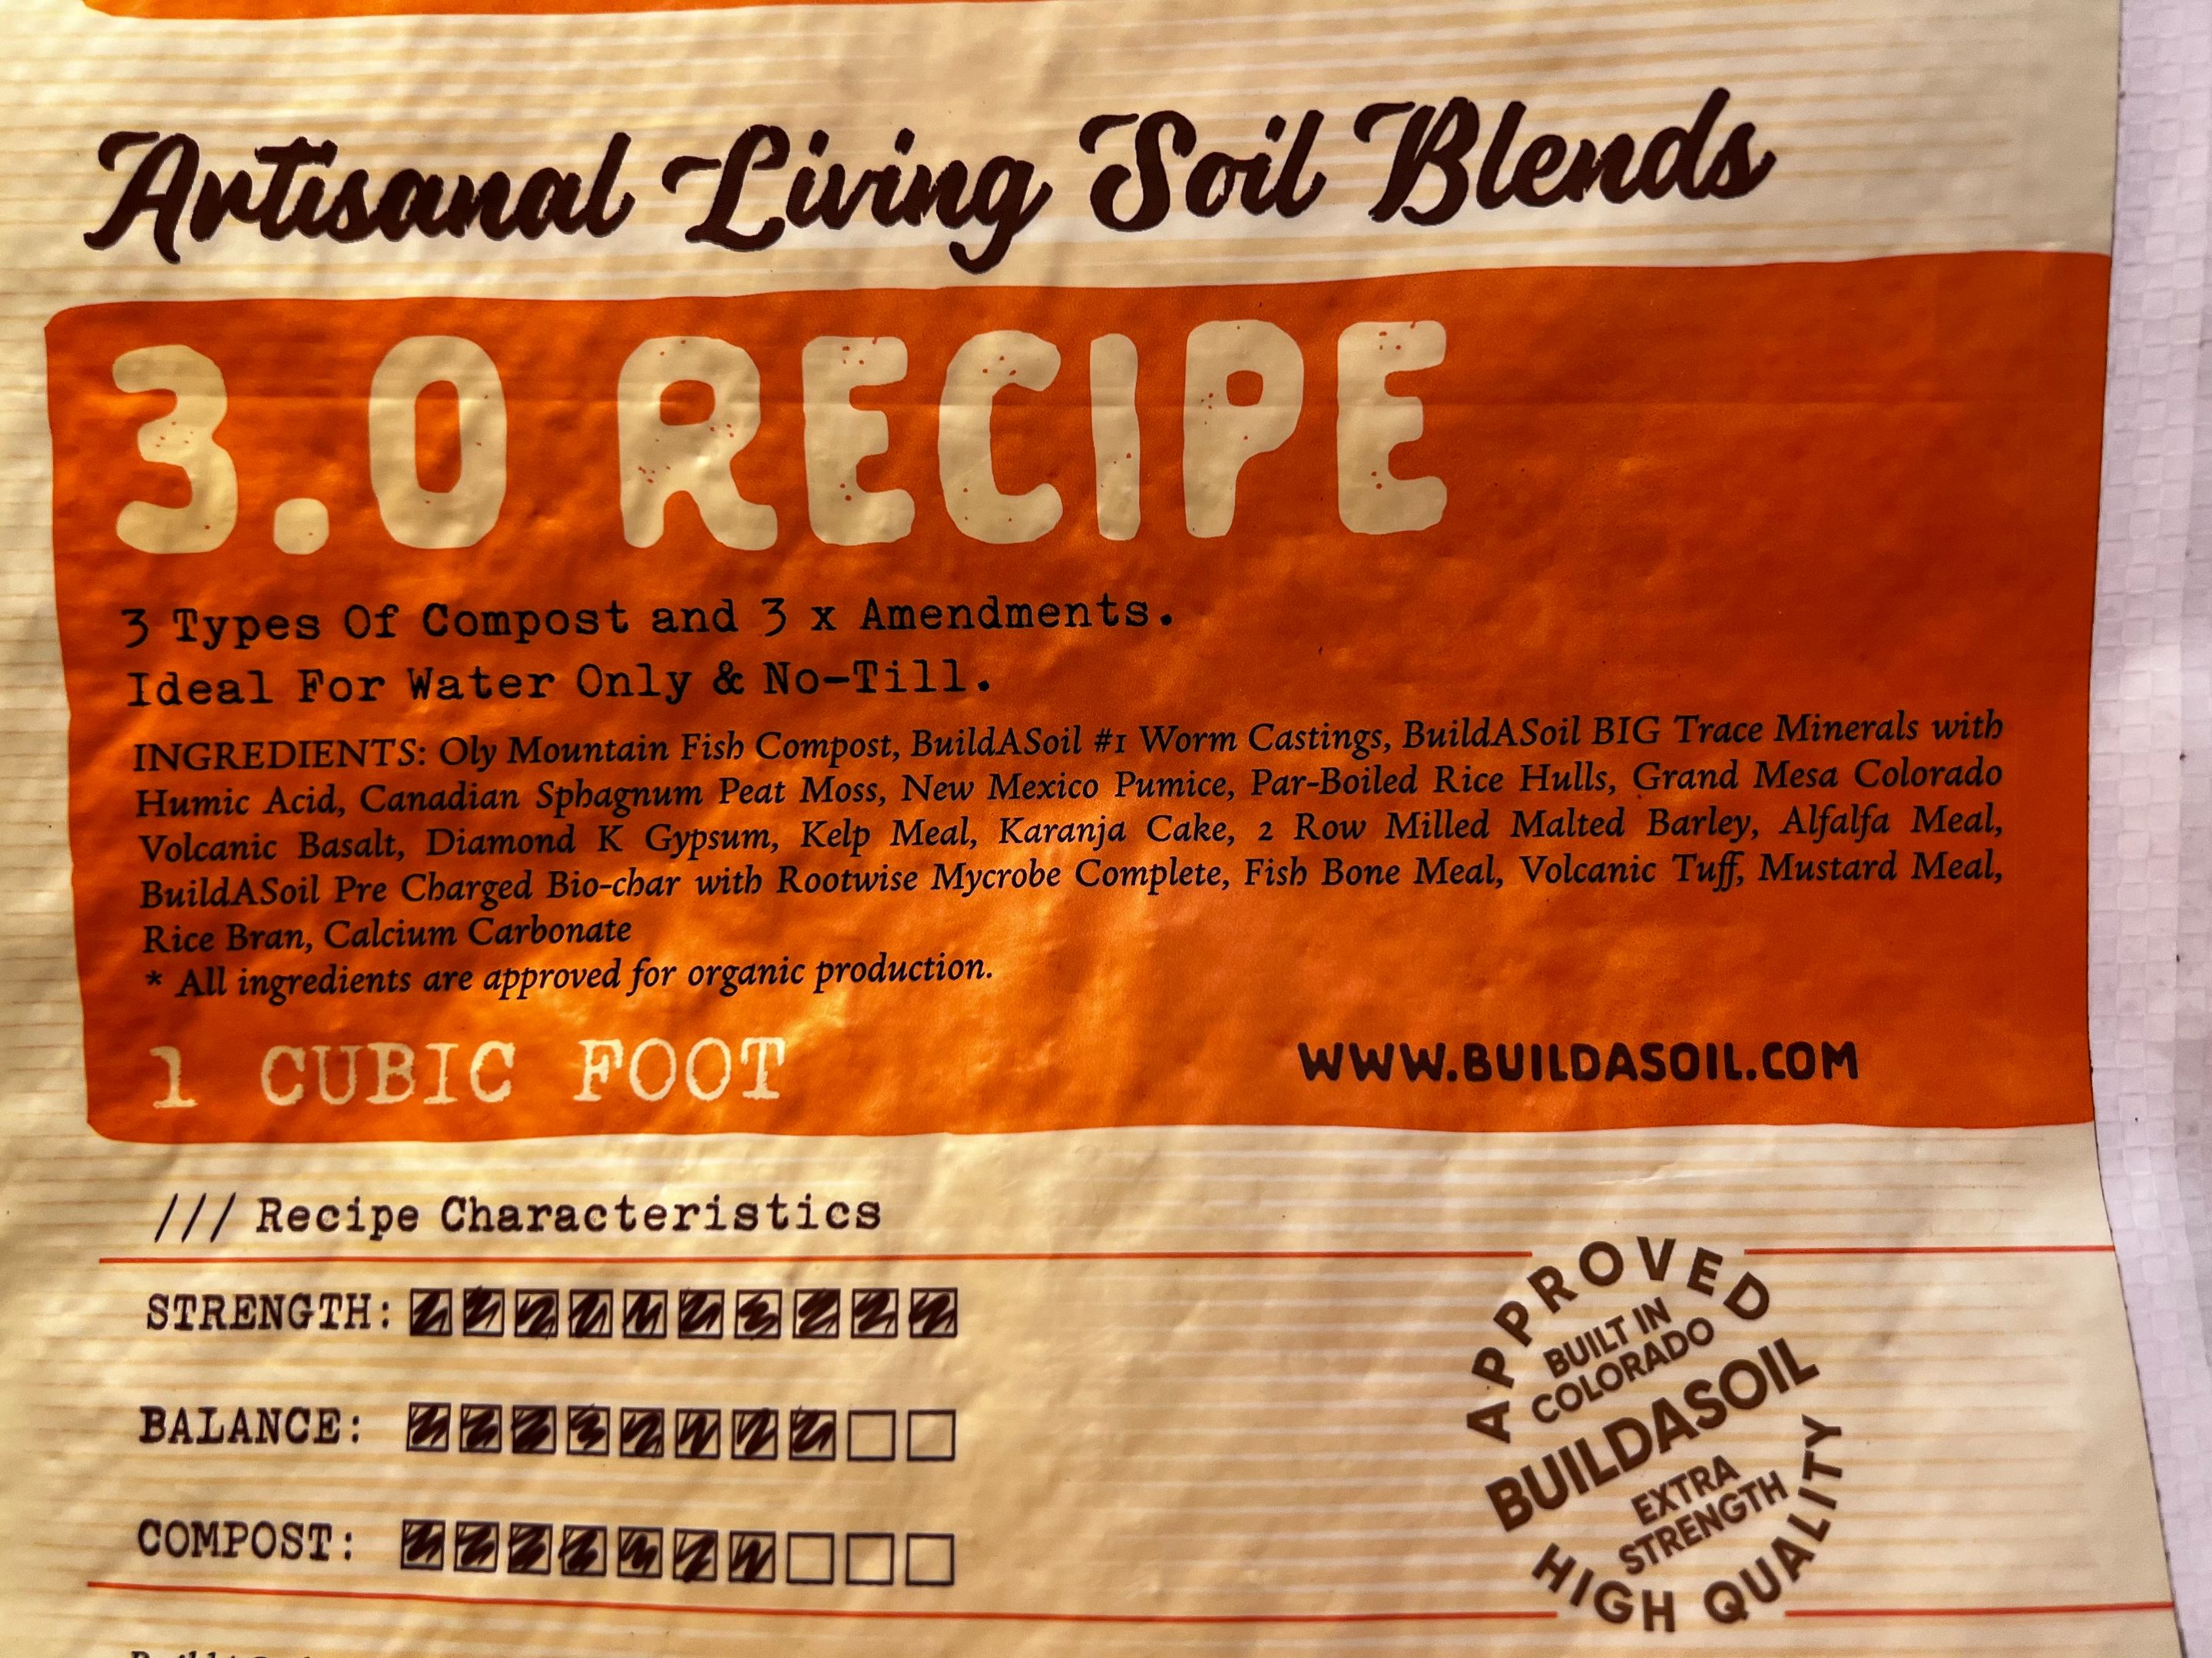 Artisanal Living Soil Blends
3.0 RECIPE
3 Types Of Compost and 3 x Amendments.
Ideal For Water Only & No-Till.
INGREDIENTS: Oly Mountain Fish Compost, BuildASoil #1 Worm Castings, BuildASoil BIG Trace Minerals with
Humic Acid, Canadian Sphagnum Peat Moss, New Mexico Pumice, Par-Boiled Rice Hulls, Grand Mesa Colorado
Volcanic Basalt, Diamond K Gypsum, Kelp Meal, Karanja Cake, 2 Row Milled Malted Barley, Alfalfa Meal,
BuildASoil Pre Charged Bio-char with Rootwise Mycrobe Complete, Fish Bone Meal, Volcanic Tuff, Mustard Meal,
Rice Bran, Calcium Carbonate
* All ingredients are approved for organic production.
1 CUBIC FOOT
WWW.BUILDASOIL.COM
/// Recipe Characteristics
STRENGTH:
BALANCE:
COMPOST:
APPROVED
BUILT IN
COLORADO
BUILDASOIL
EXTRA
STRENGTH
HIGH QUALITY